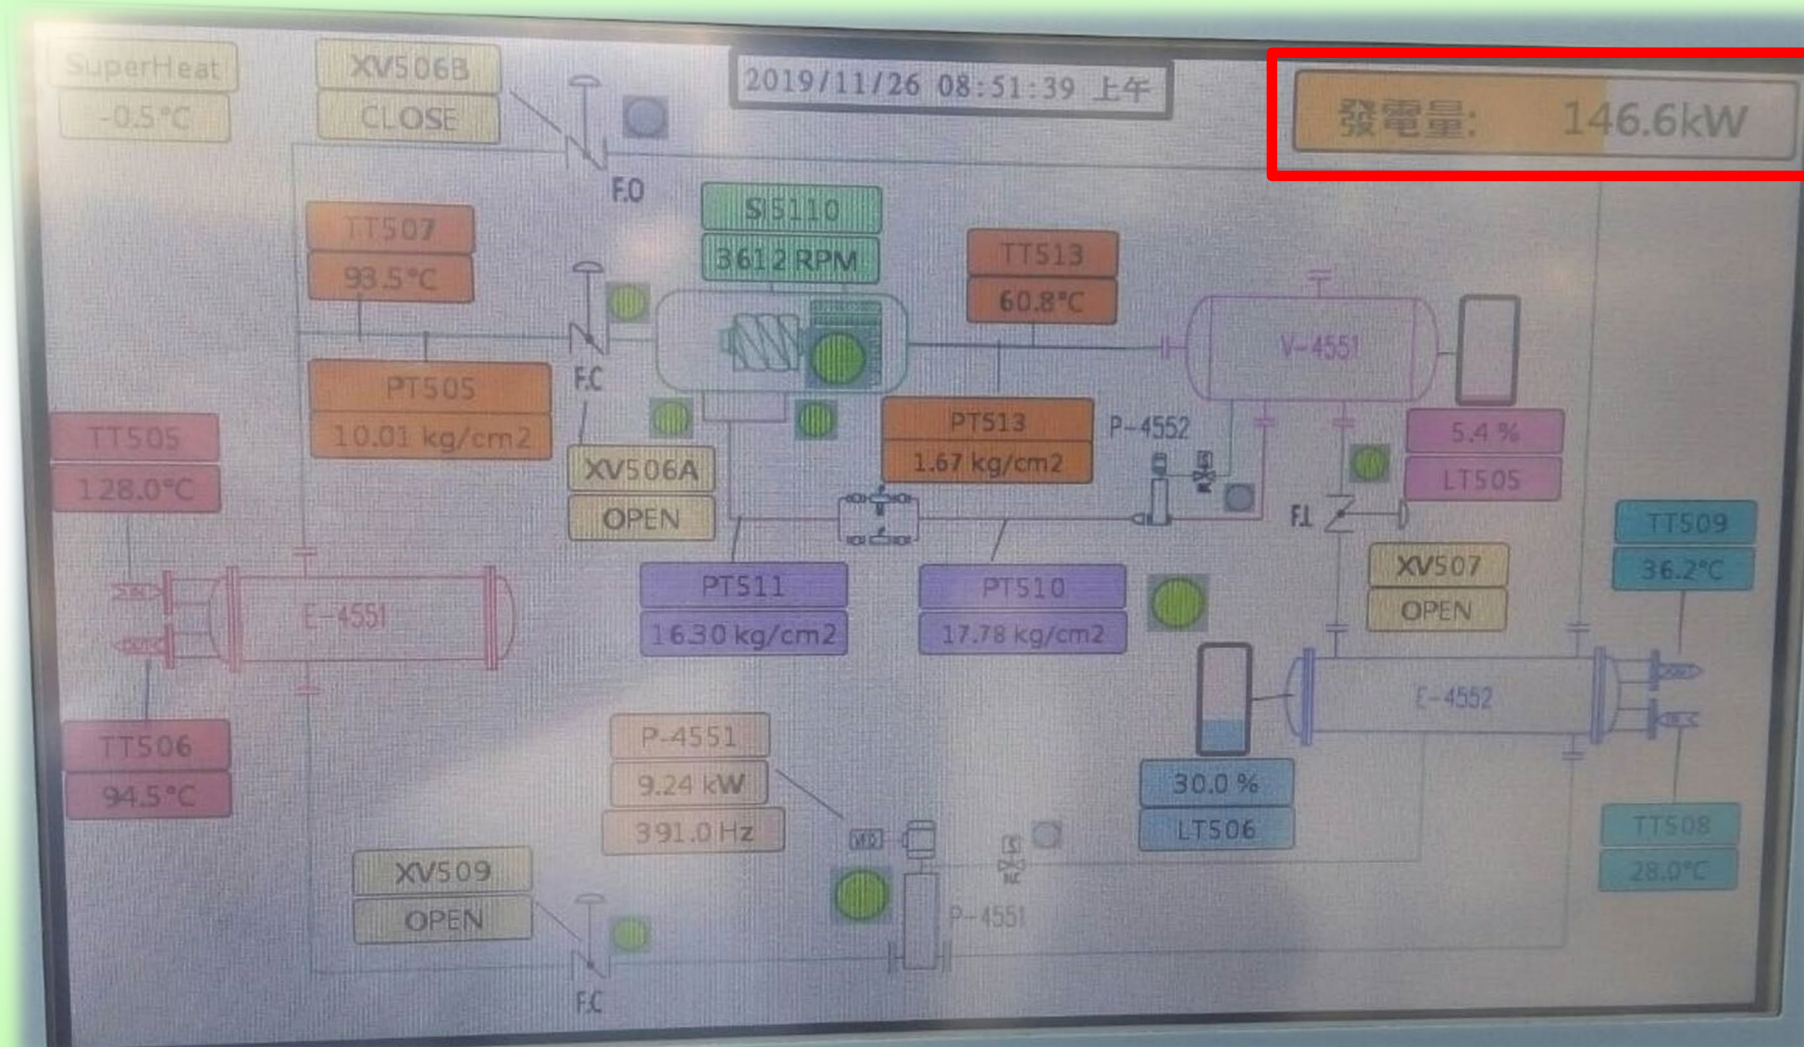 SuperHeat
-0.5°C
XV506B
CLOSE
2019/11/26 08:51:39 上午
發電量: 146.6kW
F.O
TT507
93.5°C
SI5110
3612 RPM
TT513
60.8°C
V-4551
F.C
PT505
10.01 kg/cm2
PT513
1.67 kg/cm2
P-4552
5.4 %
LT505
TT505
128.0°C
XV506A
OPEN
TT509
36.2°C
XV507
OPEN
PT511
16.30 kg/cm2
PT510
17.78 kg/cm2
E-4551
E-4552
TT506
94.5°C
P-4551
9.24 kW
391.0 Hz
30.0 %
LT506
TT508
28.0°C
XV509
OPEN
P-4551
F.C